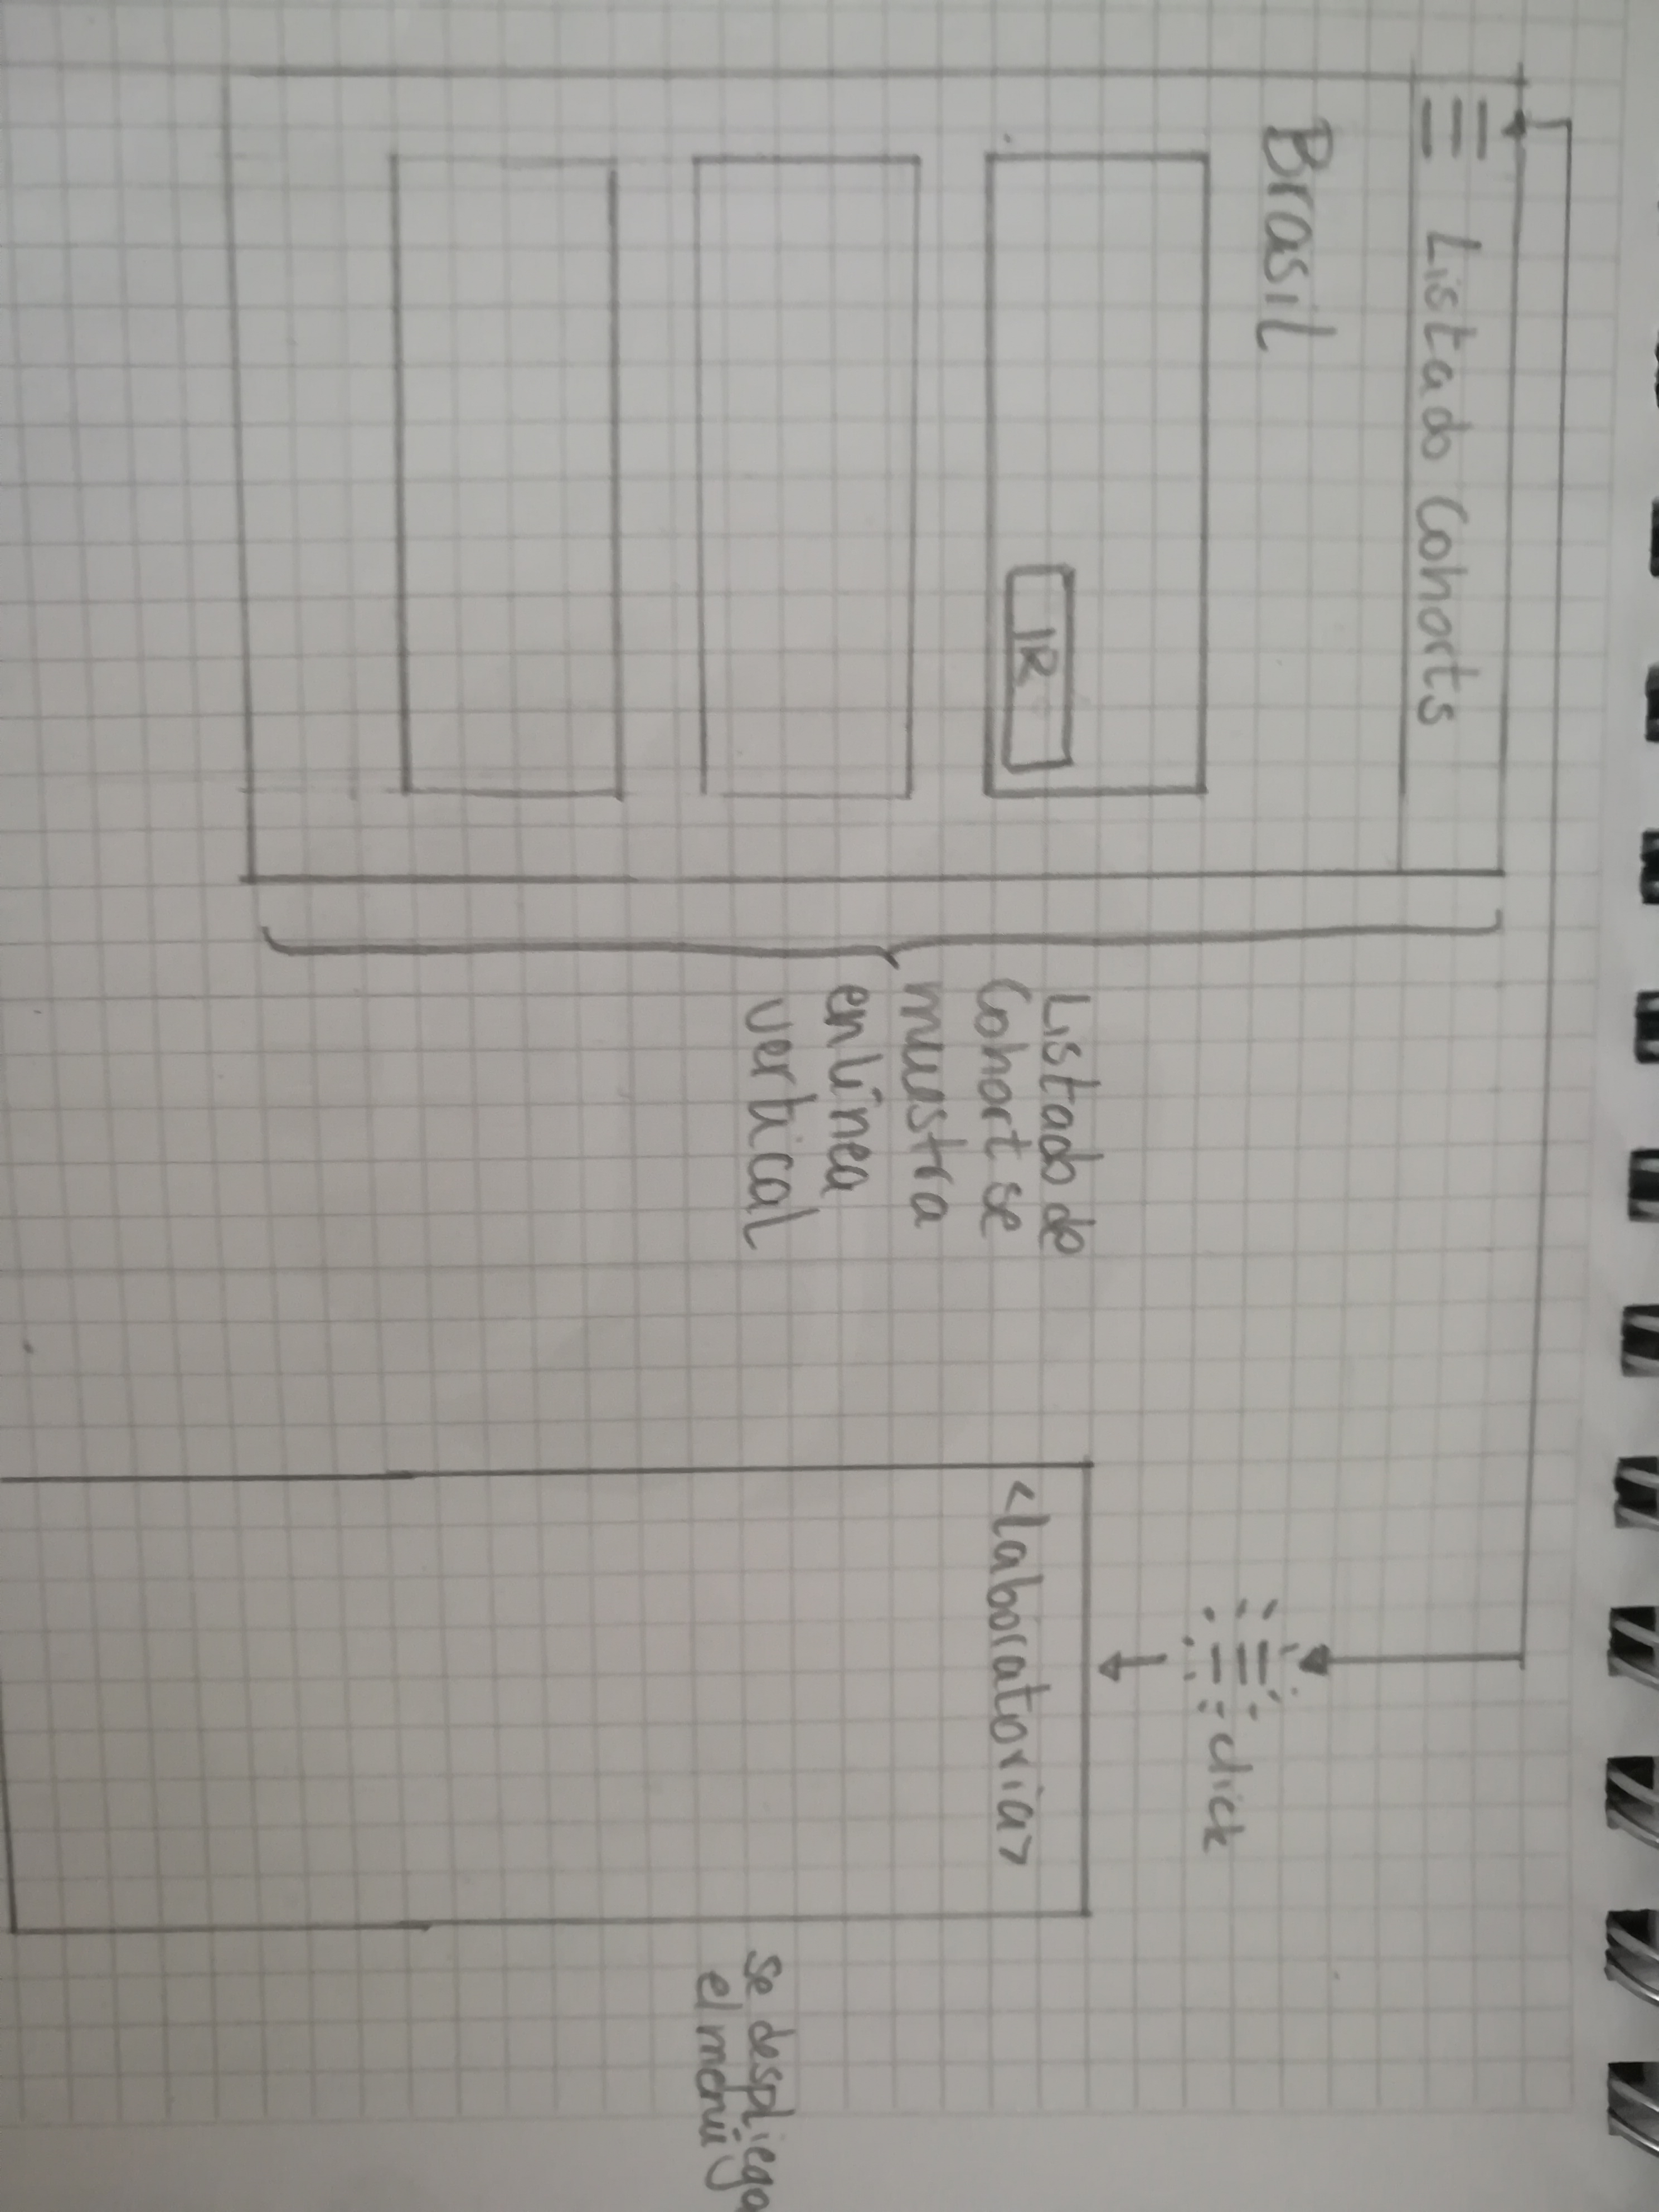 Listado Cohorts
Brasil
IR
Listado de
Cohort se
muestra
en línea
vertical
click
<laboratoria>
se despliega
el menú